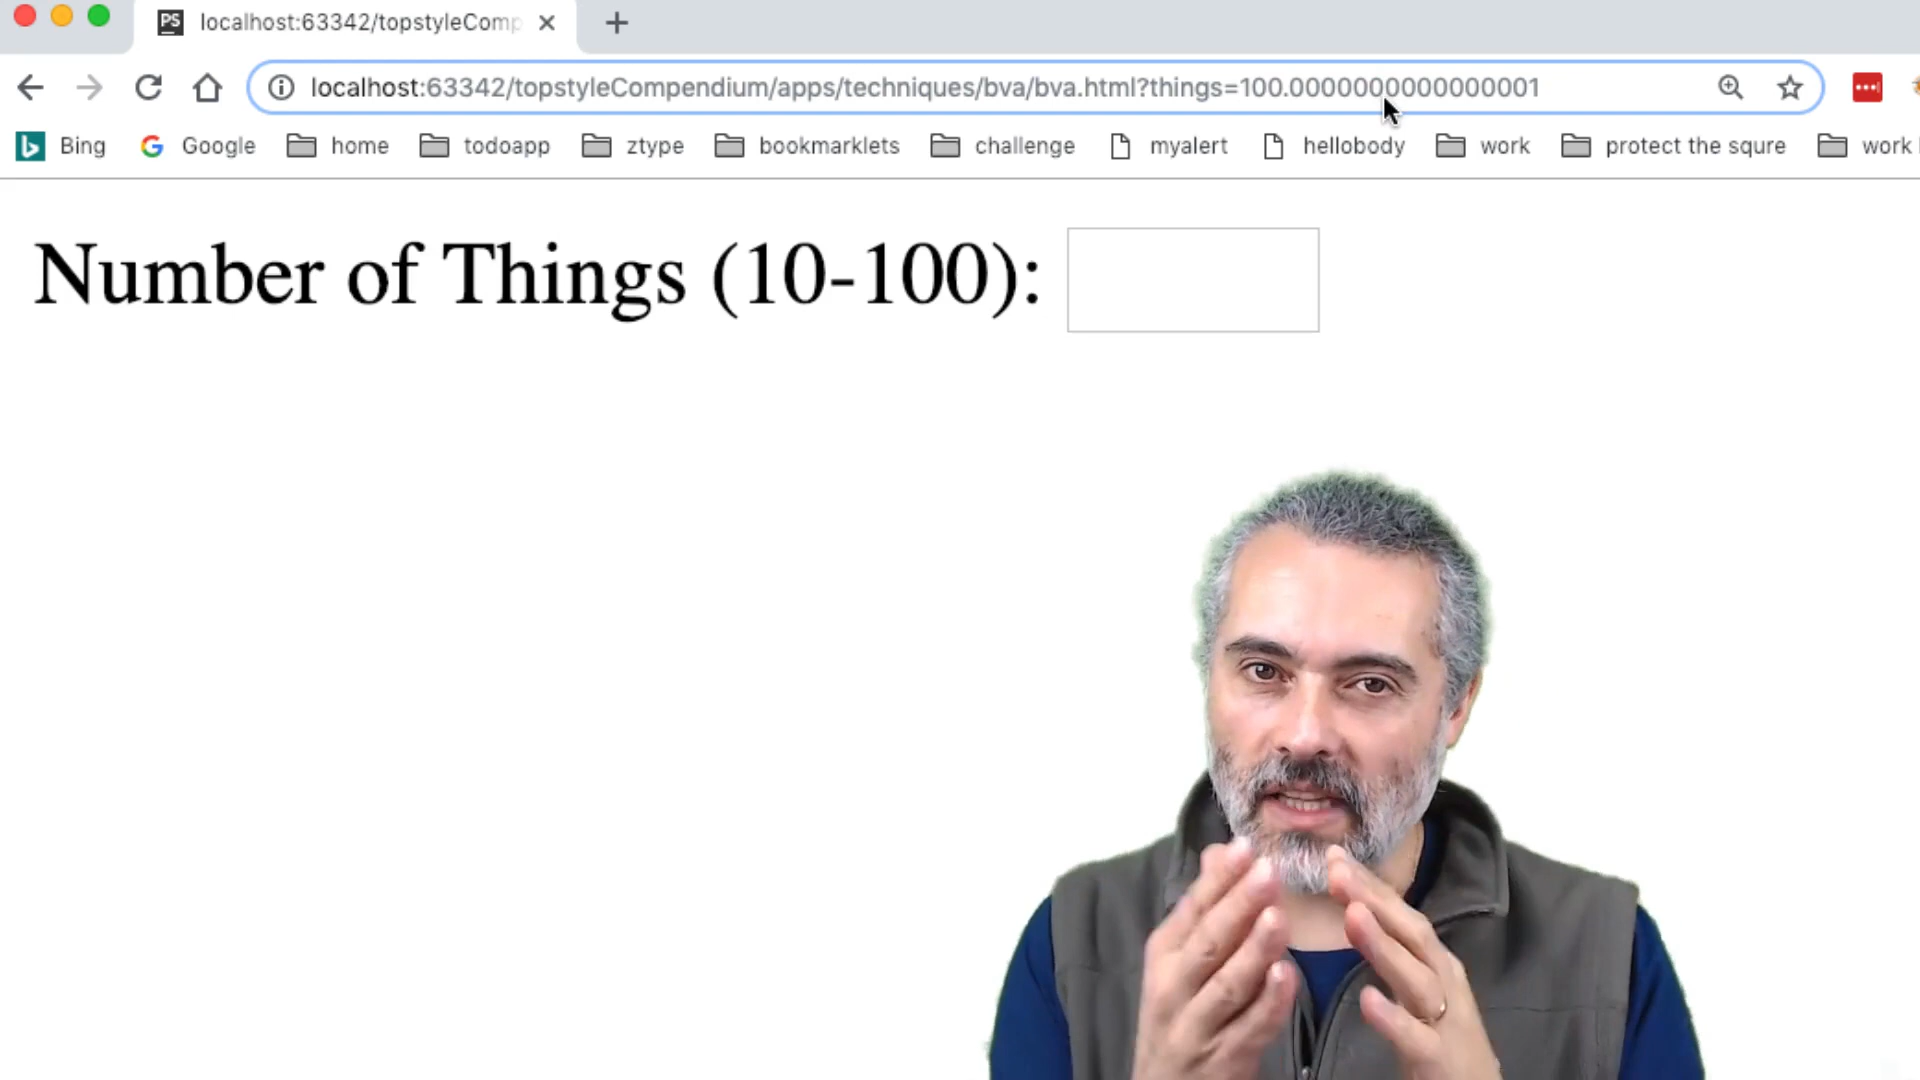 PS localhost:63342/topstyleComp
localhost:63342/topstyleCompendium/apps/techniques/bva/bva.html?things=100.0000000000000001
Bing Google home todoapp ztype bookmarklets challenge myalert hellobody work protect the squre work
Number of Things (10-100):